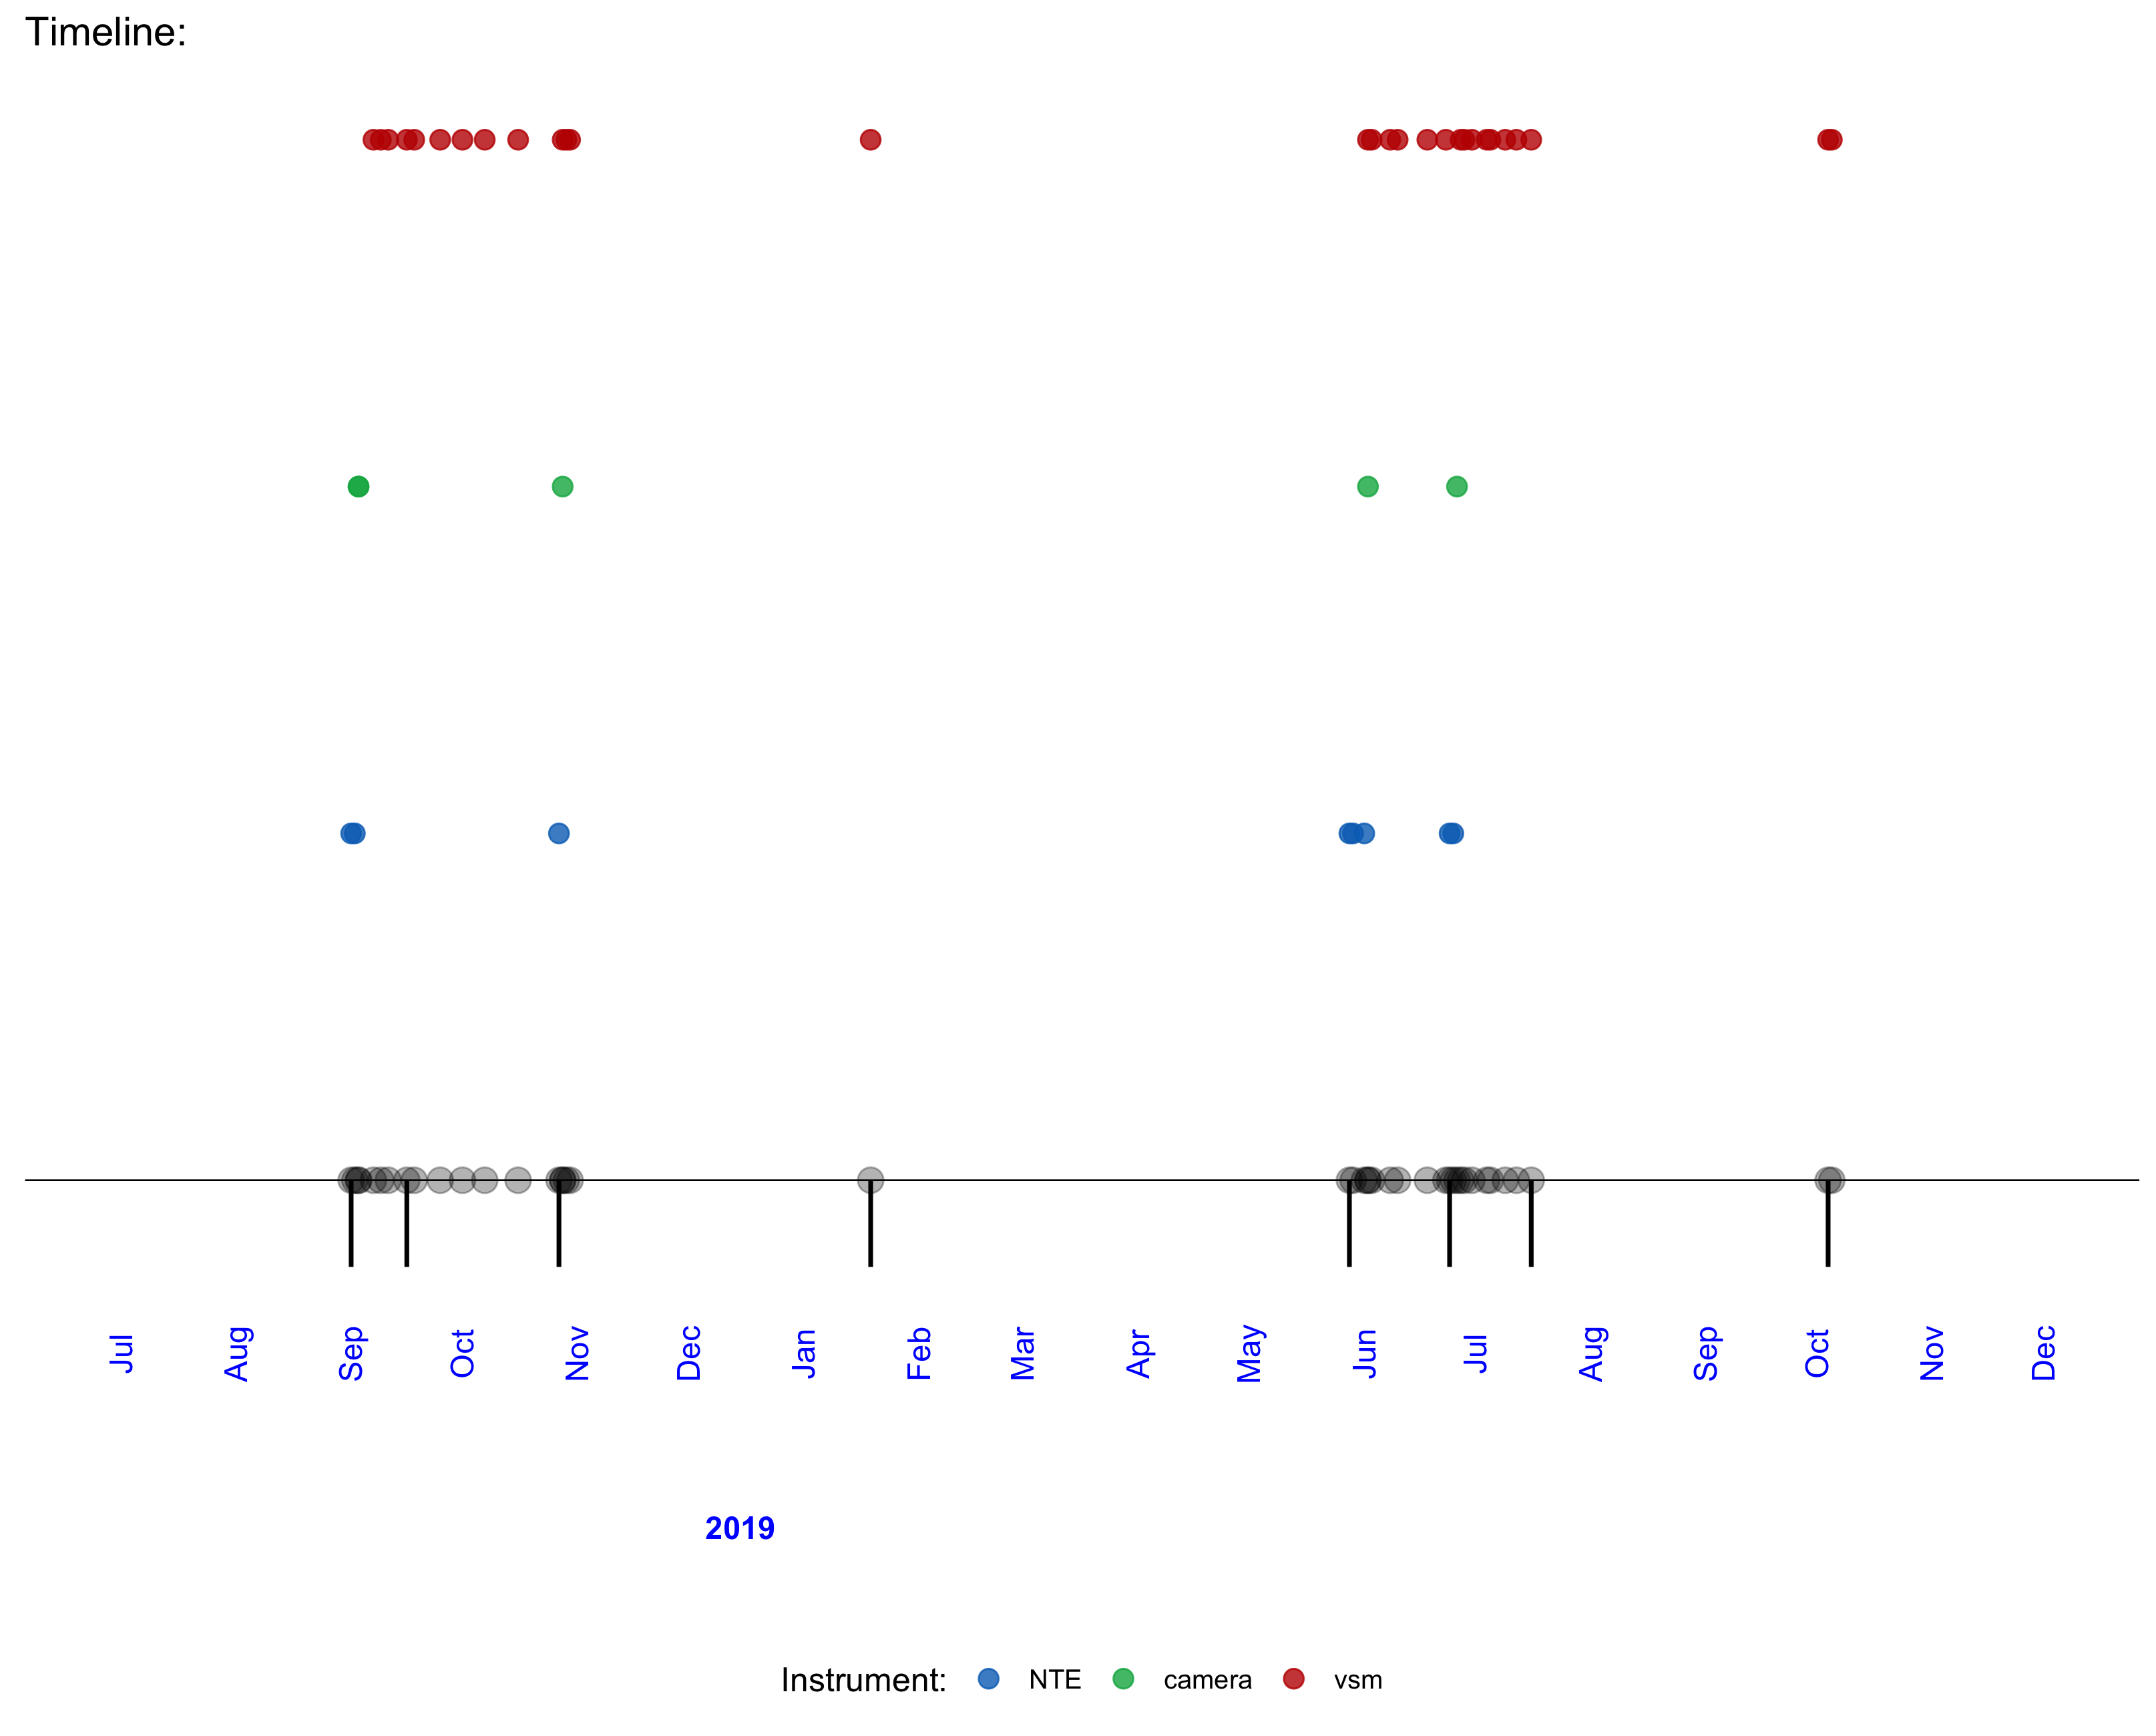 Timeline:
Jul Aug Sep Oct Nov Dec Jan Feb Mar Apr May Jun Jul Aug Sep Oct Nov Dec
2019
Instrument: NTE camera vsm